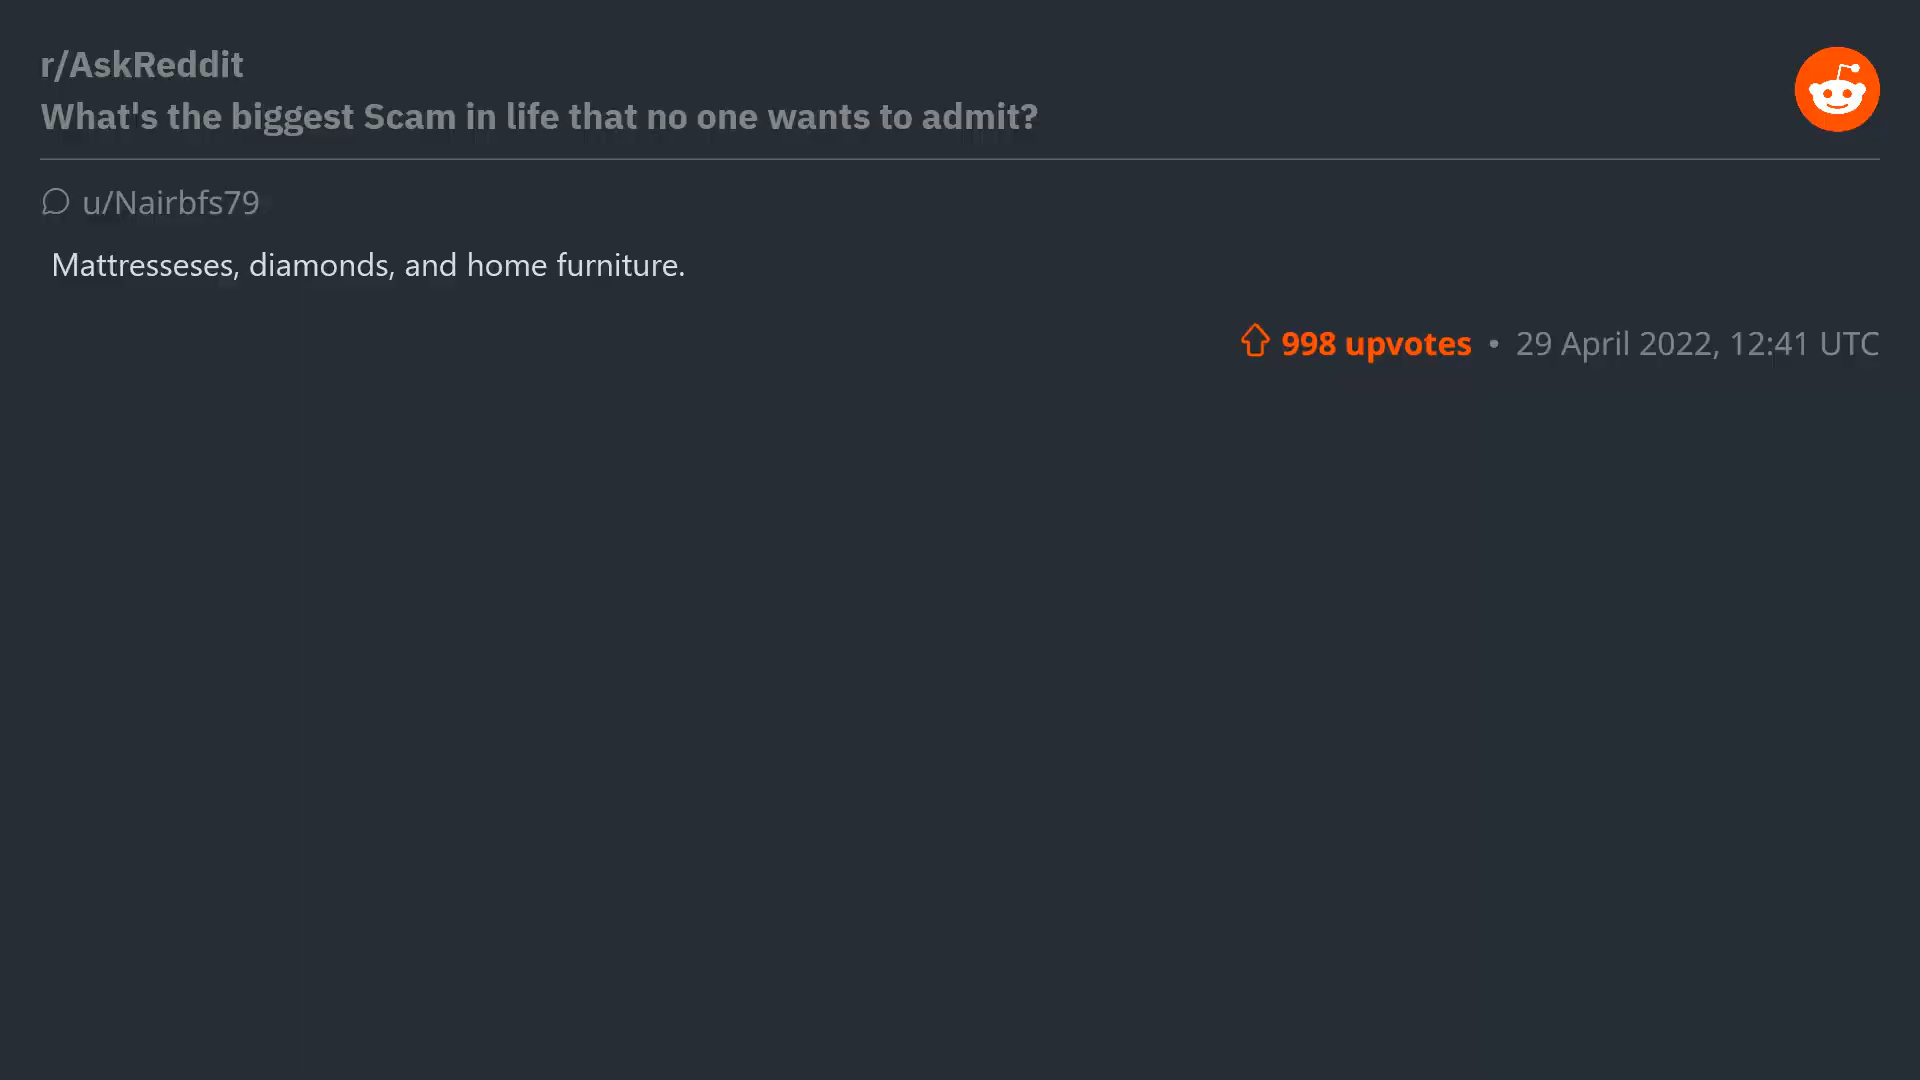 r/AskReddit
What's the biggest Scam in life that no one wants to admit?
u/Nairbfs79
Mattresseses, diamonds, and home furniture.
998 upvotes • 29 April 2022, 12:41 UTC